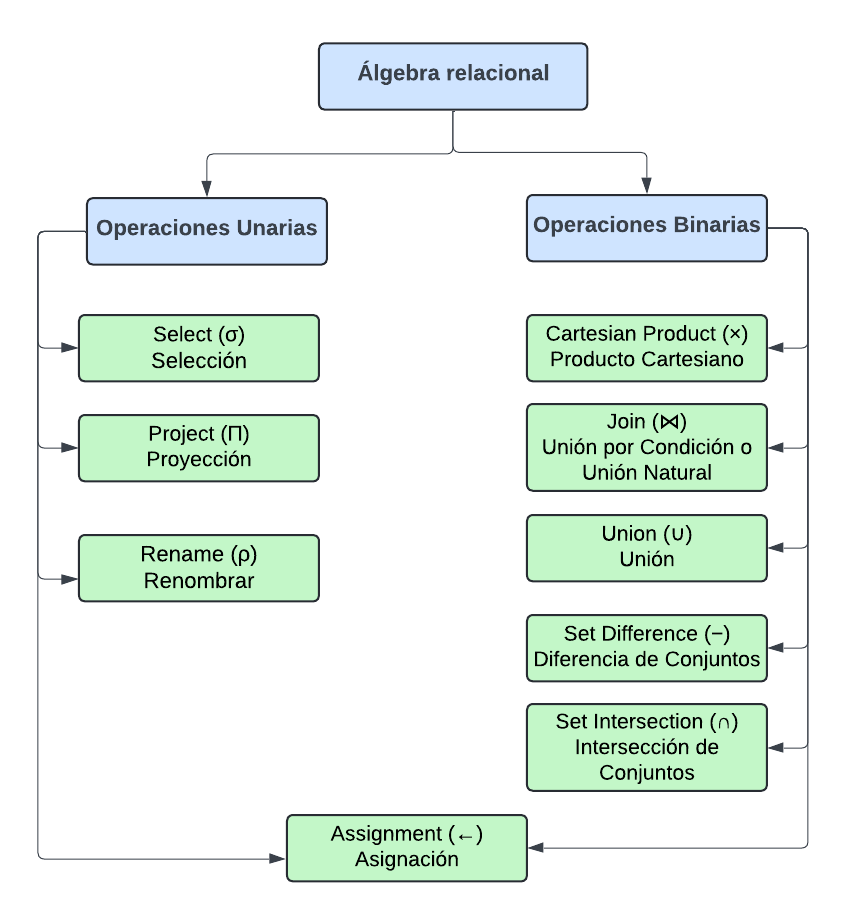 Álgebra relacional
Operaciones Unarias
Operaciones Binarias
Select (σ)
Selección
Project (Π)
Proyección
Rename (ρ)
Renombrar
Cartesian Product (×)
Producto Cartesiano
Join (⋈)
Unión por Condición o
Unión Natural
Union (∪)
Unión
Set Difference (−)
Diferencia de Conjuntos
Set Intersection (∩)
Intersección de
Conjuntos
Assignment (←)
Asignación